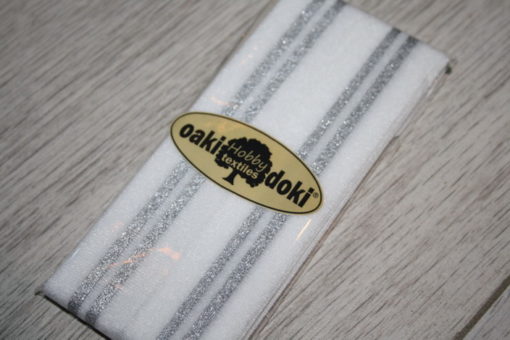 oaki
Hobby
textiles
doki®